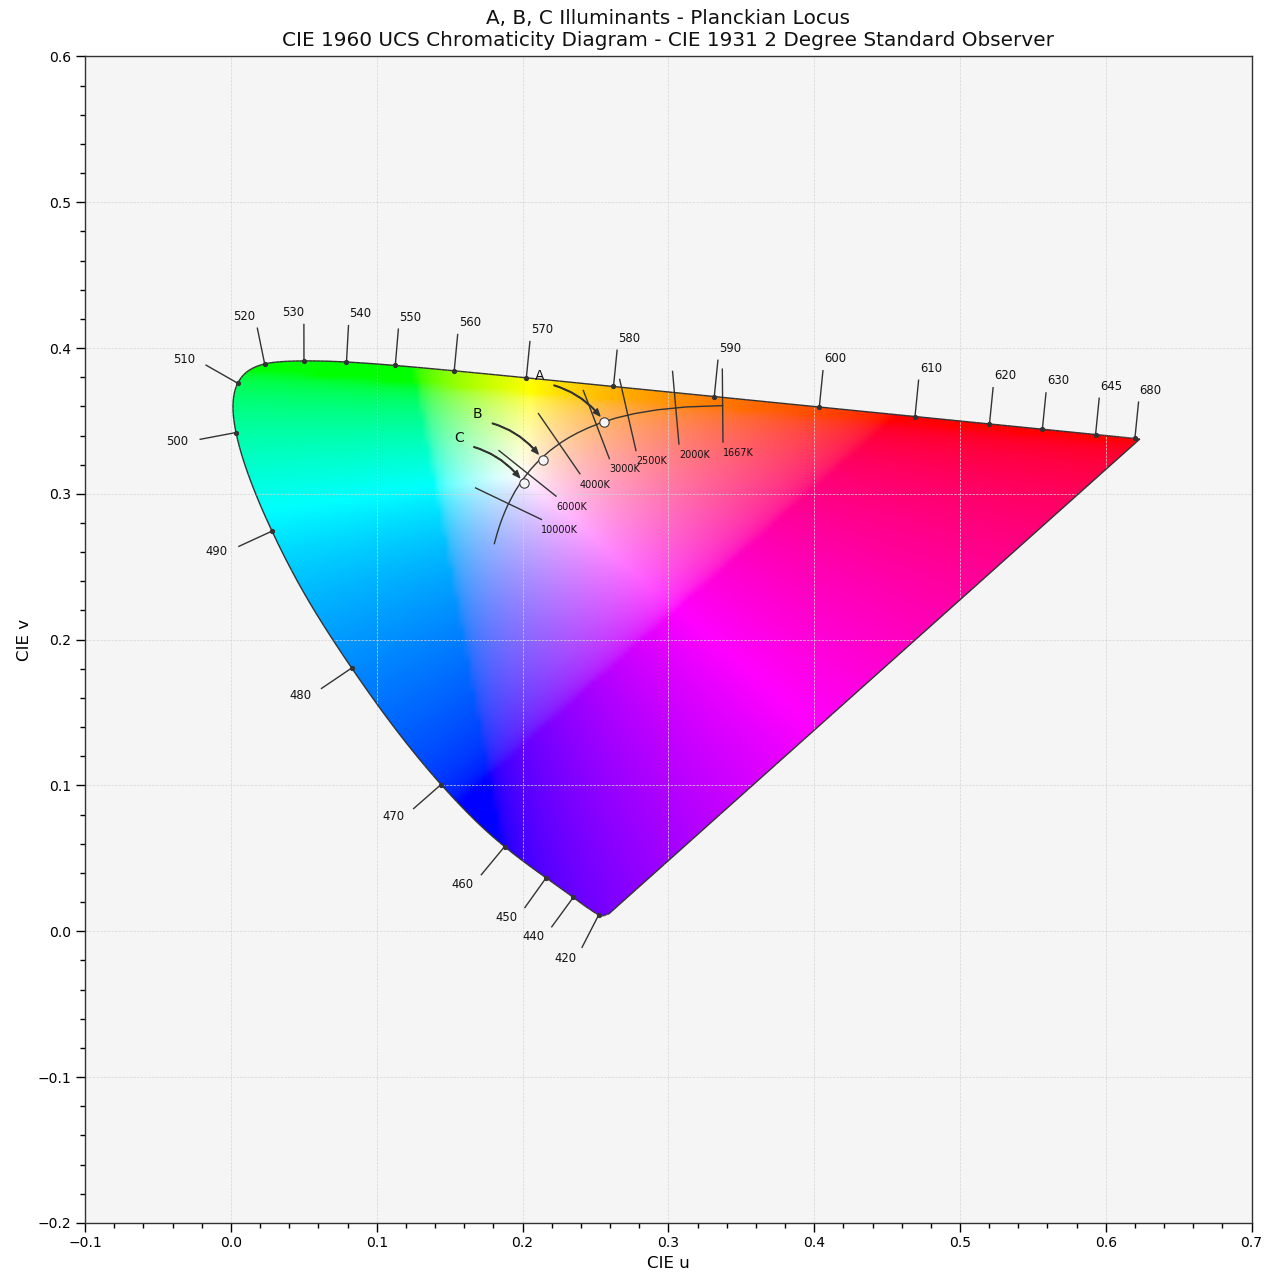 A, B, C Illuminants - Planckian Locus
CIE 1960 UCS Chromaticity Diagram - CIE 1931 2 Degree Standard Observer
0.6
0.5
0.4
0.3
0.2
0.1
0.0
−0.1
−0.2
CIE v
510
520
530
540
550
560
570
580
590
600
610
620
630
645
680
500
490
480
470
460
450
440
420
A
B
C
1667K
2000K
2500K
3000K
4000K
6000K
10000K
−0.1
0.0
0.1
0.2
0.3
0.4
0.5
0.6
0.7
CIE u